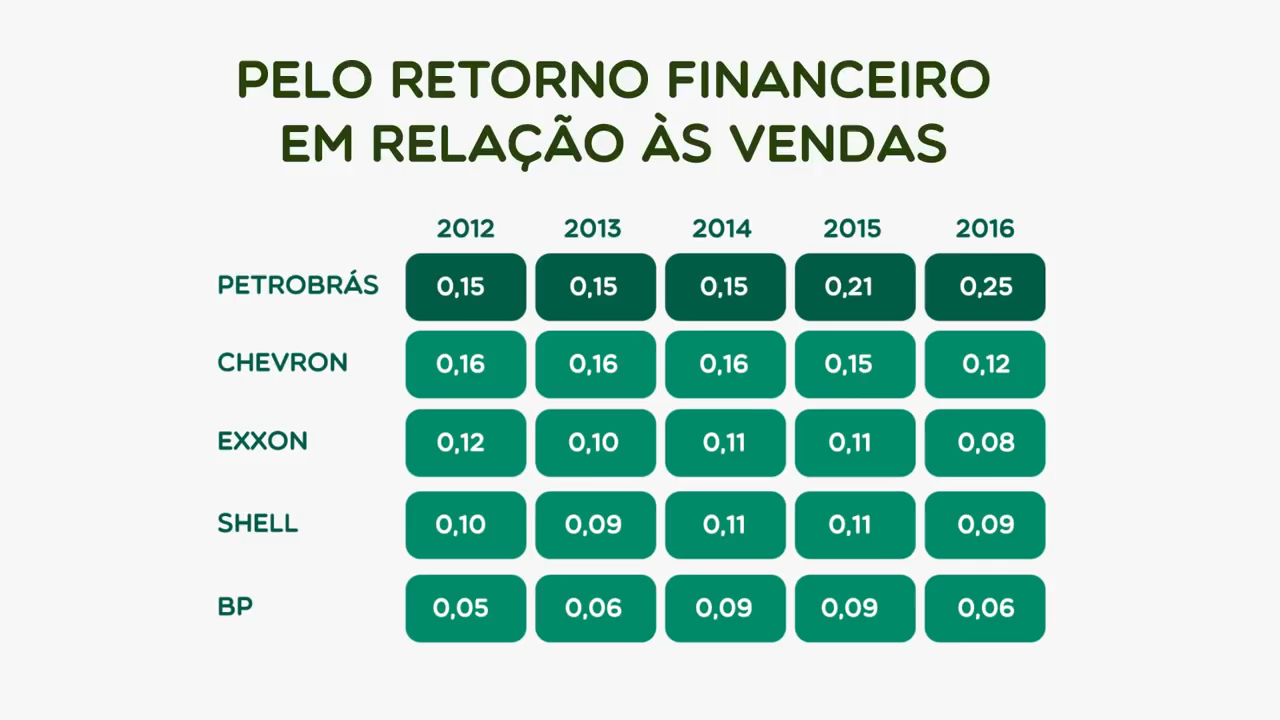 PELO RETORNO FINANCEIRO
EM RELAÇÃO ÀS VENDAS
2012 2013 2014 2015 2016
PETROBRÁS 0,15 0,15 0,15 0,21 0,25
CHEVRON 0,16 0,16 0,16 0,15 0,12
EXXON 0,12 0,10 0,11 0,11 0,08
SHELL 0,10 0,09 0,11 0,11 0,09
BP 0,05 0,06 0,09 0,09 0,06